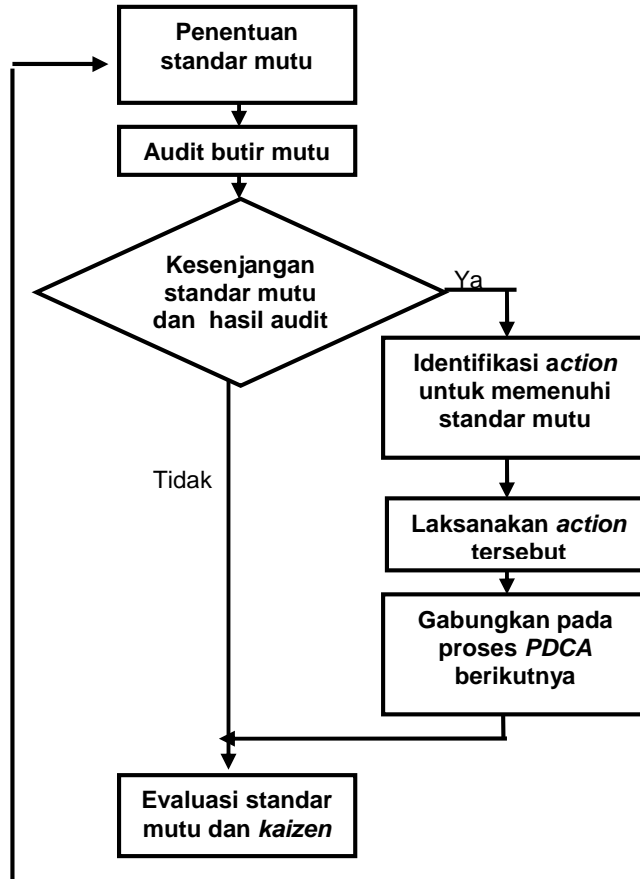 Penentuan
standar mutu
Audit butir mutu
Kesenjangan
standar mutu
dan hasil audit
Ya
Identifikasi action
untuk memenuhi
standar mutu
Tidak
Laksanakan action
tersebut
Gabungkan pada
proses PDCA
berikutnya
Evaluasi standar
mutu dan kaizen